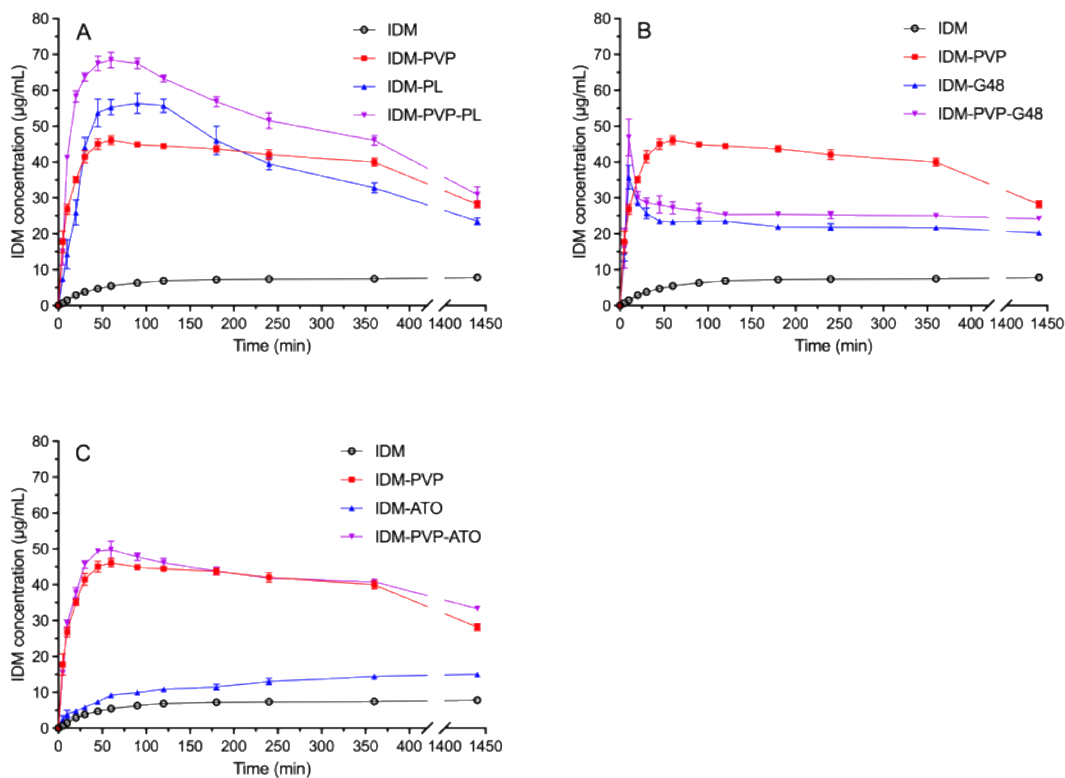 A
IDM
IDM-PVP
IDM-PL
IDM-PVP-PL
IDM concentration (μg/mL)
80
70
60
50
40
30
20
10
0
0 50 100 150 200 250 300 350 400 1400 1450
Time (min)
B
IDM
IDM-PVP
IDM-G48
IDM-PVP-G48
IDM concentration (μg/mL)
80
70
60
50
40
30
20
10
0
0 50 100 150 200 250 300 350 400 1400 1450
Time (min)
C
IDM
IDM-PVP
IDM-ATO
IDM-PVP-ATO
IDM concentration (μg/mL)
80
70
60
50
40
30
20
10
0
0 50 100 150 200 250 300 350 400 1400 1450
Time (min)